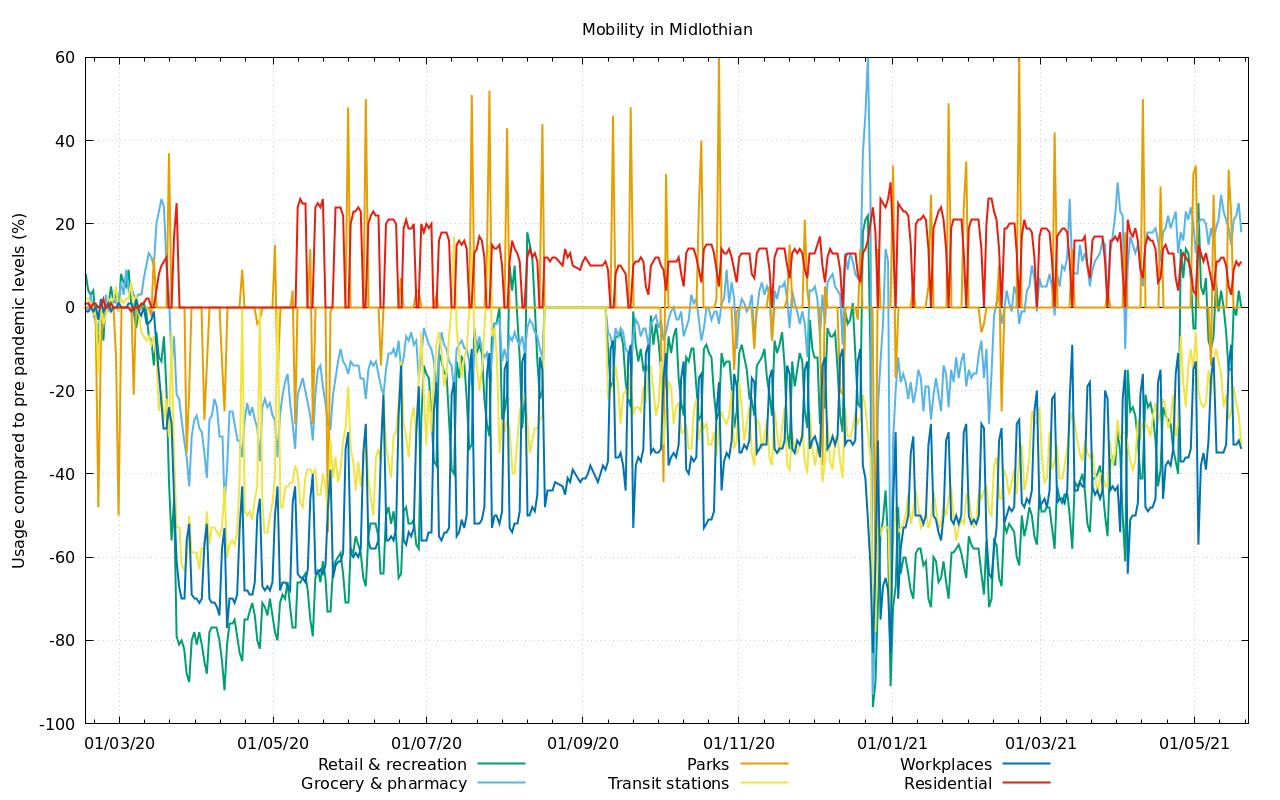 Mobility in Midlothian
Usage compared to pre pandemic levels (%)
60
40
20
0
-20
-40
-60
-80
-100
01/03/20 01/05/20 01/07/20 01/09/20 01/11/20 01/01/21 01/03/21 01/05/21
Retail & recreation Parks Workplaces
Grocery & pharmacy Transit stations Residential